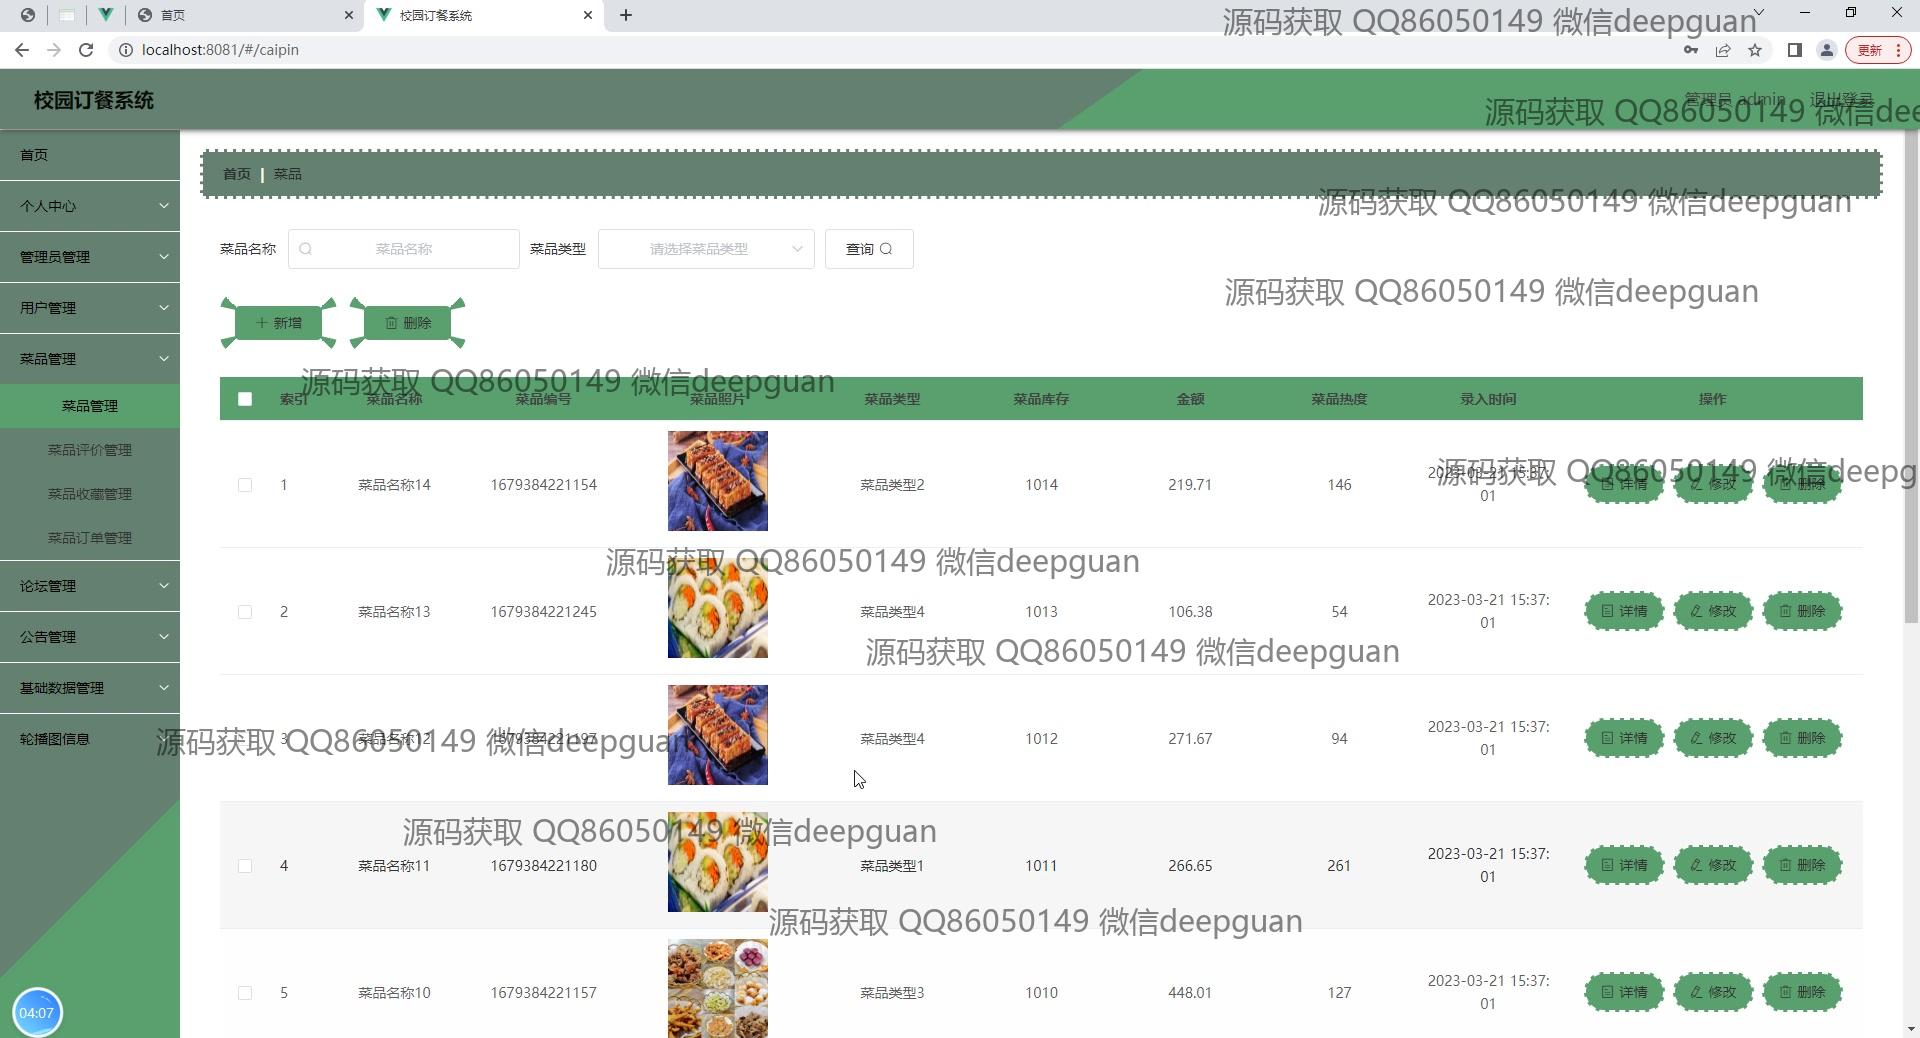 首页
校园订餐系统
源码获取 QQ86050149 微信deepguan
localhost:8081/#/caipin
更新
校园订餐系统
管理员 admin 退出登录
源码获取 QQ86050149 微信dee
首页
首页 菜品
个人中心
源码获取 QQ86050149 微信deepguan
菜品名称 菜品名称 菜品类型 请选择菜品类型 查询
管理员管理
源码获取 QQ86050149 微信deepguan
用户管理
新增 删除
菜品管理
源码获取 QQ86050149 微信deepguan
索引 菜品名称 菜品编号 菜品照片 菜品类型 菜品库存 金额 菜品热度 录入时间 操作
菜品管理
菜品评价管理
源码获取 QQ86050149 微信deepg
1 菜品名称14 1679384221154 菜品类型2 1014 219.71 146 2023-03-21 15:37:01 详情 修改 删除
菜品收藏管理
菜品订单管理
源码获取 QQ86050149 微信deepguan
论坛管理
2 菜品名称13 1679384221245 菜品类型4 1013 106.38 54 2023-03-21 15:37:01 详情 修改 删除
公告管理
源码获取 QQ86050149 微信deepguan
基础数据管理
轮播图信息
源码获取 QQ86050149 微信deepguan
3 菜品名称12 1679384221197 菜品类型4 1012 271.67 94 2023-03-21 15:37:01 详情 修改 删除
源码获取 QQ86050149 微信deepguan
4 菜品名称11 1679384221180 菜品类型1 1011 266.65 261 2023-03-21 15:37:01 详情 修改 删除
源码获取 QQ86050149 微信deepguan
5 菜品名称10 1679384221157 菜品类型3 1010 448.01 127 2023-03-21 15:37:01 详情 修改 删除
04:07